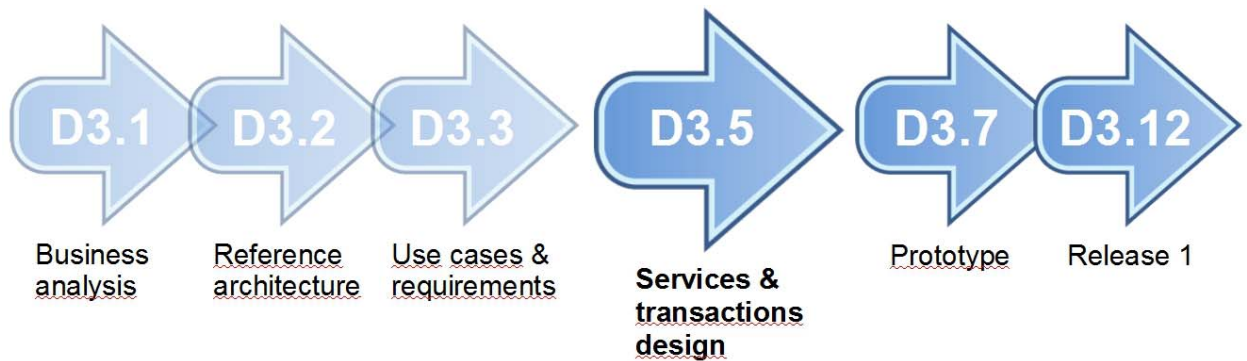 D3.1
D3.2
D3.3
D3.5
D3.7
D3.12
Business
analysis
Reference
architecture
Use cases &
requirements
Services &
transactions
design
Prototype
Release 1